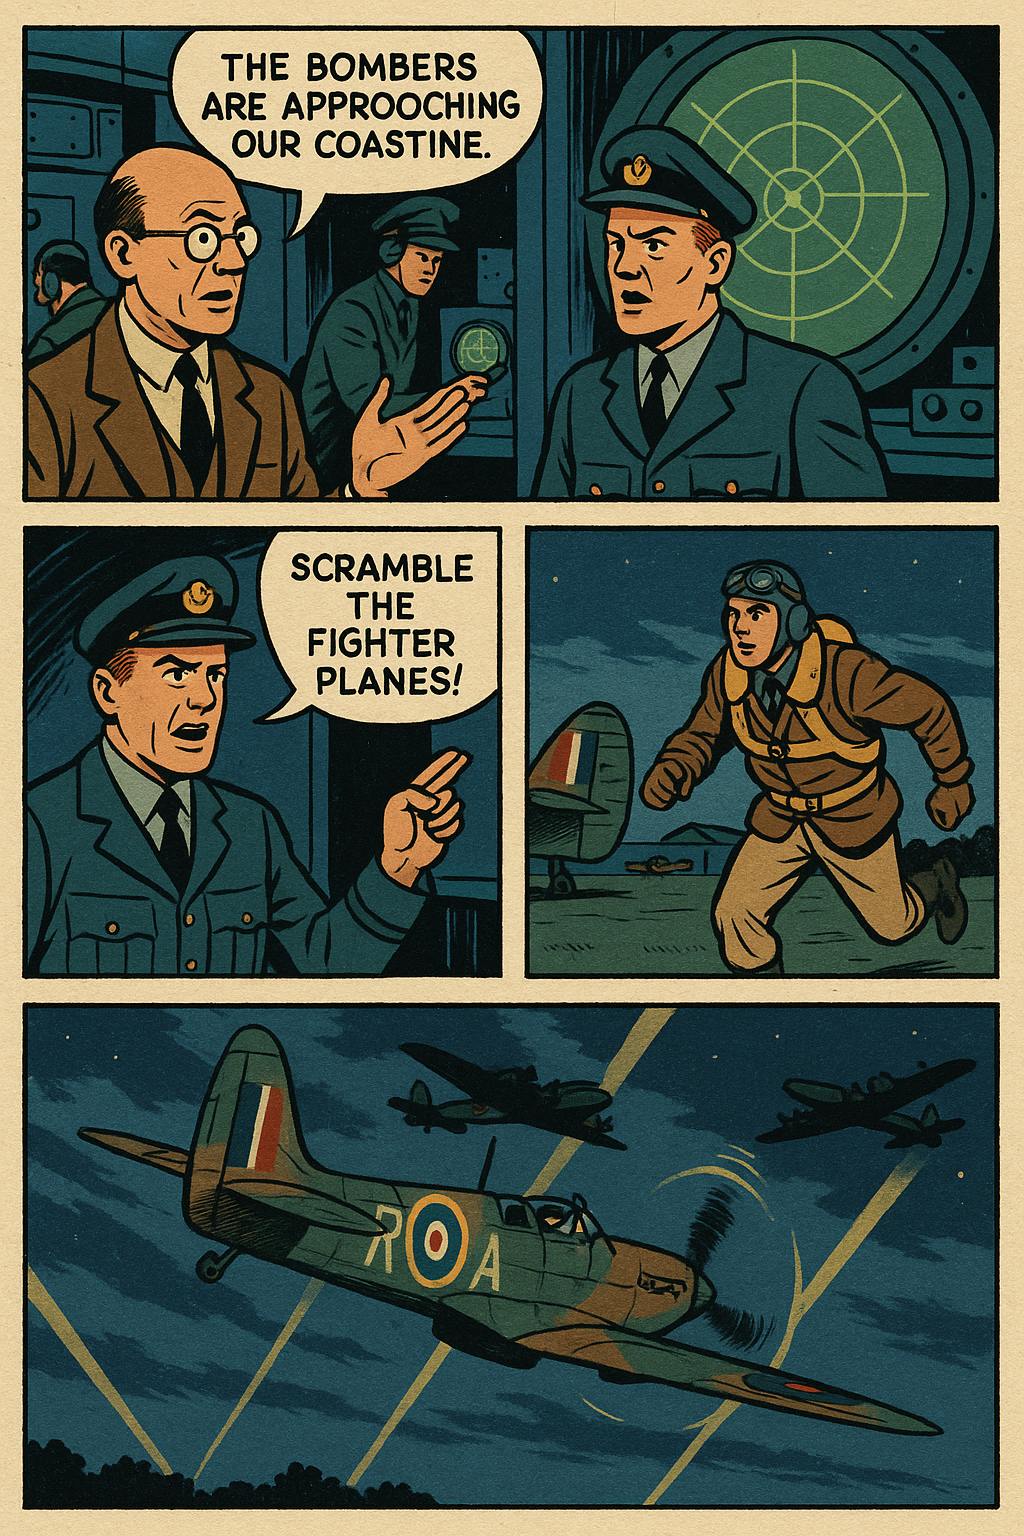 THE BOMBERS
ARE APPROOCHING
OUR COASTINE.
SCRAMBLE
THE
FIGHTER
PLANES!
R A